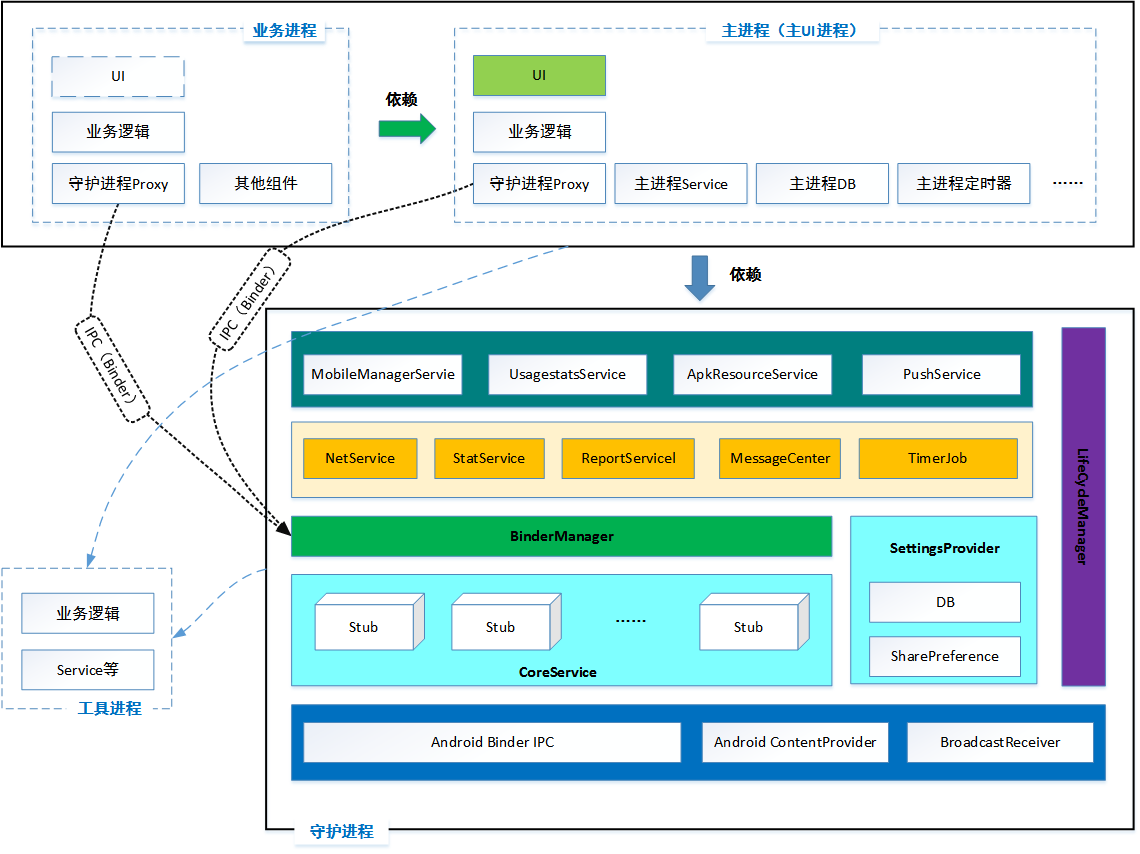 业务进程
UI
业务逻辑
守护进程Proxy
其他组件
依赖
主进程（主UI进程）
UI
业务逻辑
守护进程Proxy
主进程Service
主进程DB
主进程定时器
……
IPC（Binder）
IPC（Binder）
依赖
MobileManagerServie
UsagestatsService
ApkResourceService
PushService
NetService
StatService
ReportServicel
MessageCenter
TimerJob
LifeCycleManager
BinderManager
SettingsProvider
DB
SharePreference
Stub
Stub
……
Stub
CoreService
业务逻辑
Service等
工具进程
Android Binder IPC
Android ContentProvider
BroadcastReceiver
守护进程